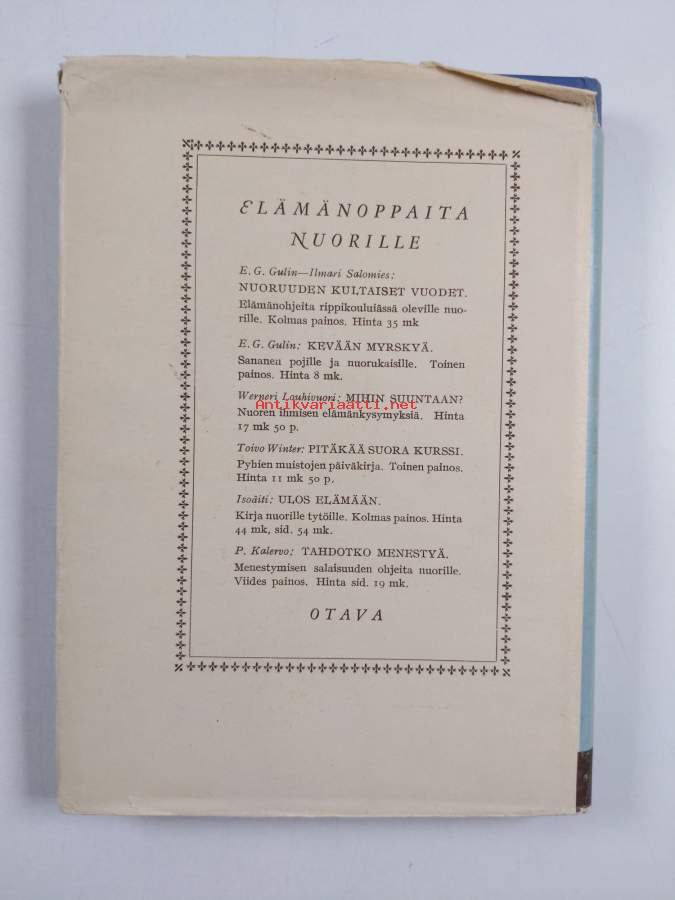 ELÄMÄNOPPAITA
NUORILLE
E. G. Gulin—Ilmari Salomies:
NUORUUDEN KULTAISET VUODET.
Elämänohjeita rippikouluiässä oleville nuo-
rille. Kolmas painos. Hinta 35 mk
E. G. Gulin: KEVÄÄN MYRSKYÄ.
Sananen pojille ja nuorukaisille. Toinen
painos. Hinta 8 mk.
Werneri Louhivuori: MIHIN SUUNTAAN?
Antikvariaatti.net
Nuoren ihmisen elämänkysymyksiä. Hinta
17 mk 50 p.
Toivo Winter: PITÄKÄÄ SUORA KURSSI.
Pyhien muistojen päiväkirja. Toinen painos.
Hinta 11 mk 50 p.
Isoäiti: ULOS ELÄMÄÄN.
Kirja nuorille tytöille. Kolmas painos. Hinta
44 mk, sid. 54 mk.
P. Kalervo: TAHDOTKO MENESTYÄ.
Menestymisen salaisuuden ohjeita nuorille.
Viides painos. Hinta sid. 19 mk.
OTAVA